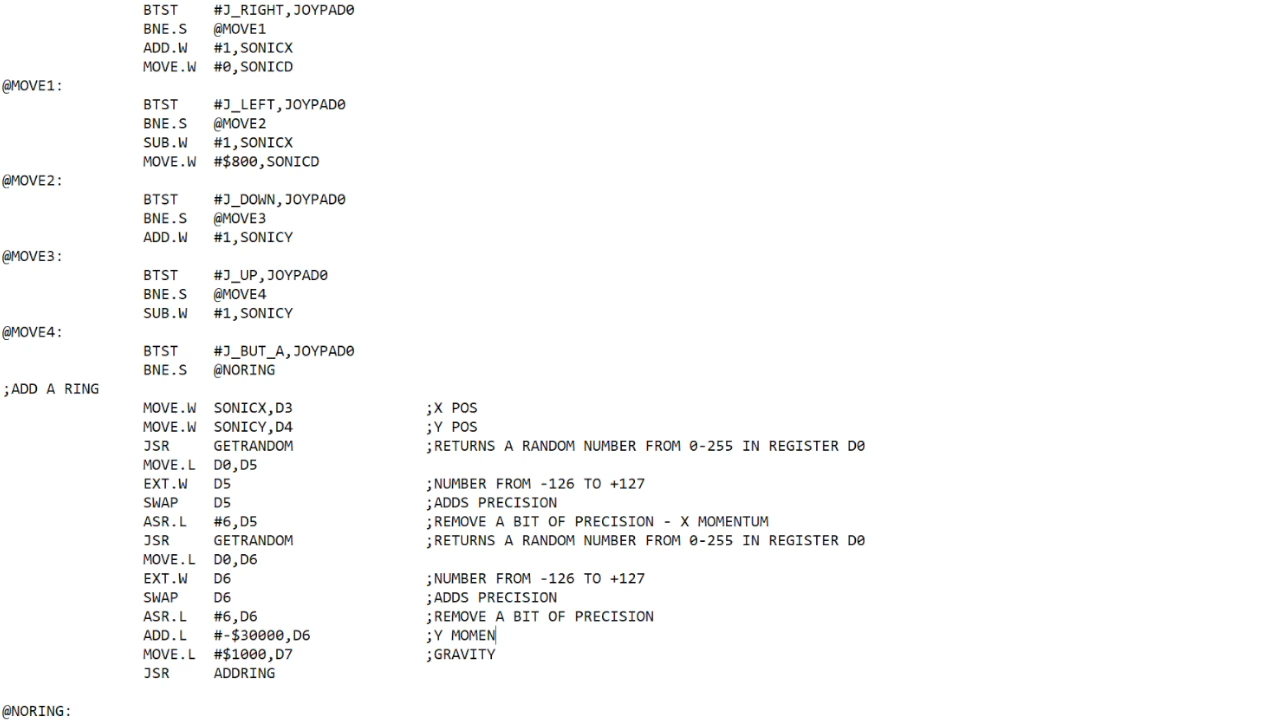 BTST #J_RIGHT,JOYPAD0
BNE.S @MOVE1
ADD.W #1,SONICX
MOVE.W #0,SONICD
@MOVE1:
BTST #J_LEFT,JOYPAD0
BNE.S @MOVE2
SUB.W #1,SONICX
MOVE.W #$800,SONICD
@MOVE2:
BTST #J_DOWN,JOYPAD0
BNE.S @MOVE3
ADD.W #1,SONICY
@MOVE3:
BTST #J_UP,JOYPAD0
BNE.S @MOVE4
SUB.W #1,SONICY
@MOVE4:
BTST #J_BUT_A,JOYPAD0
BNE.S @NORING
;ADD A RING
MOVE.W SONICX,D3 ;X POS
MOVE.W SONICY,D4 ;Y POS
JSR GETRANDOM ;RETURNS A RANDOM NUMBER FROM 0-255 IN REGISTER D0
MOVE.L D0,D5
EXT.W D5 ;NUMBER FROM -126 TO +127
SWAP D5 ;ADDS PRECISION
ASR.L #6,D5 ;REMOVE A BIT OF PRECISION - X MOMENTUM
JSR GETRANDOM ;RETURNS A RANDOM NUMBER FROM 0-255 IN REGISTER D0
MOVE.L D0,D6
EXT.W D6 ;NUMBER FROM -126 TO +127
SWAP D6 ;ADDS PRECISION
ASR.L #6,D6 ;REMOVE A BIT OF PRECISION
ADD.L #-$30000,D6 ;Y MOMEN
MOVE.L #$1000,D7 ;GRAVITY
JSR ADDRING
@NORING: